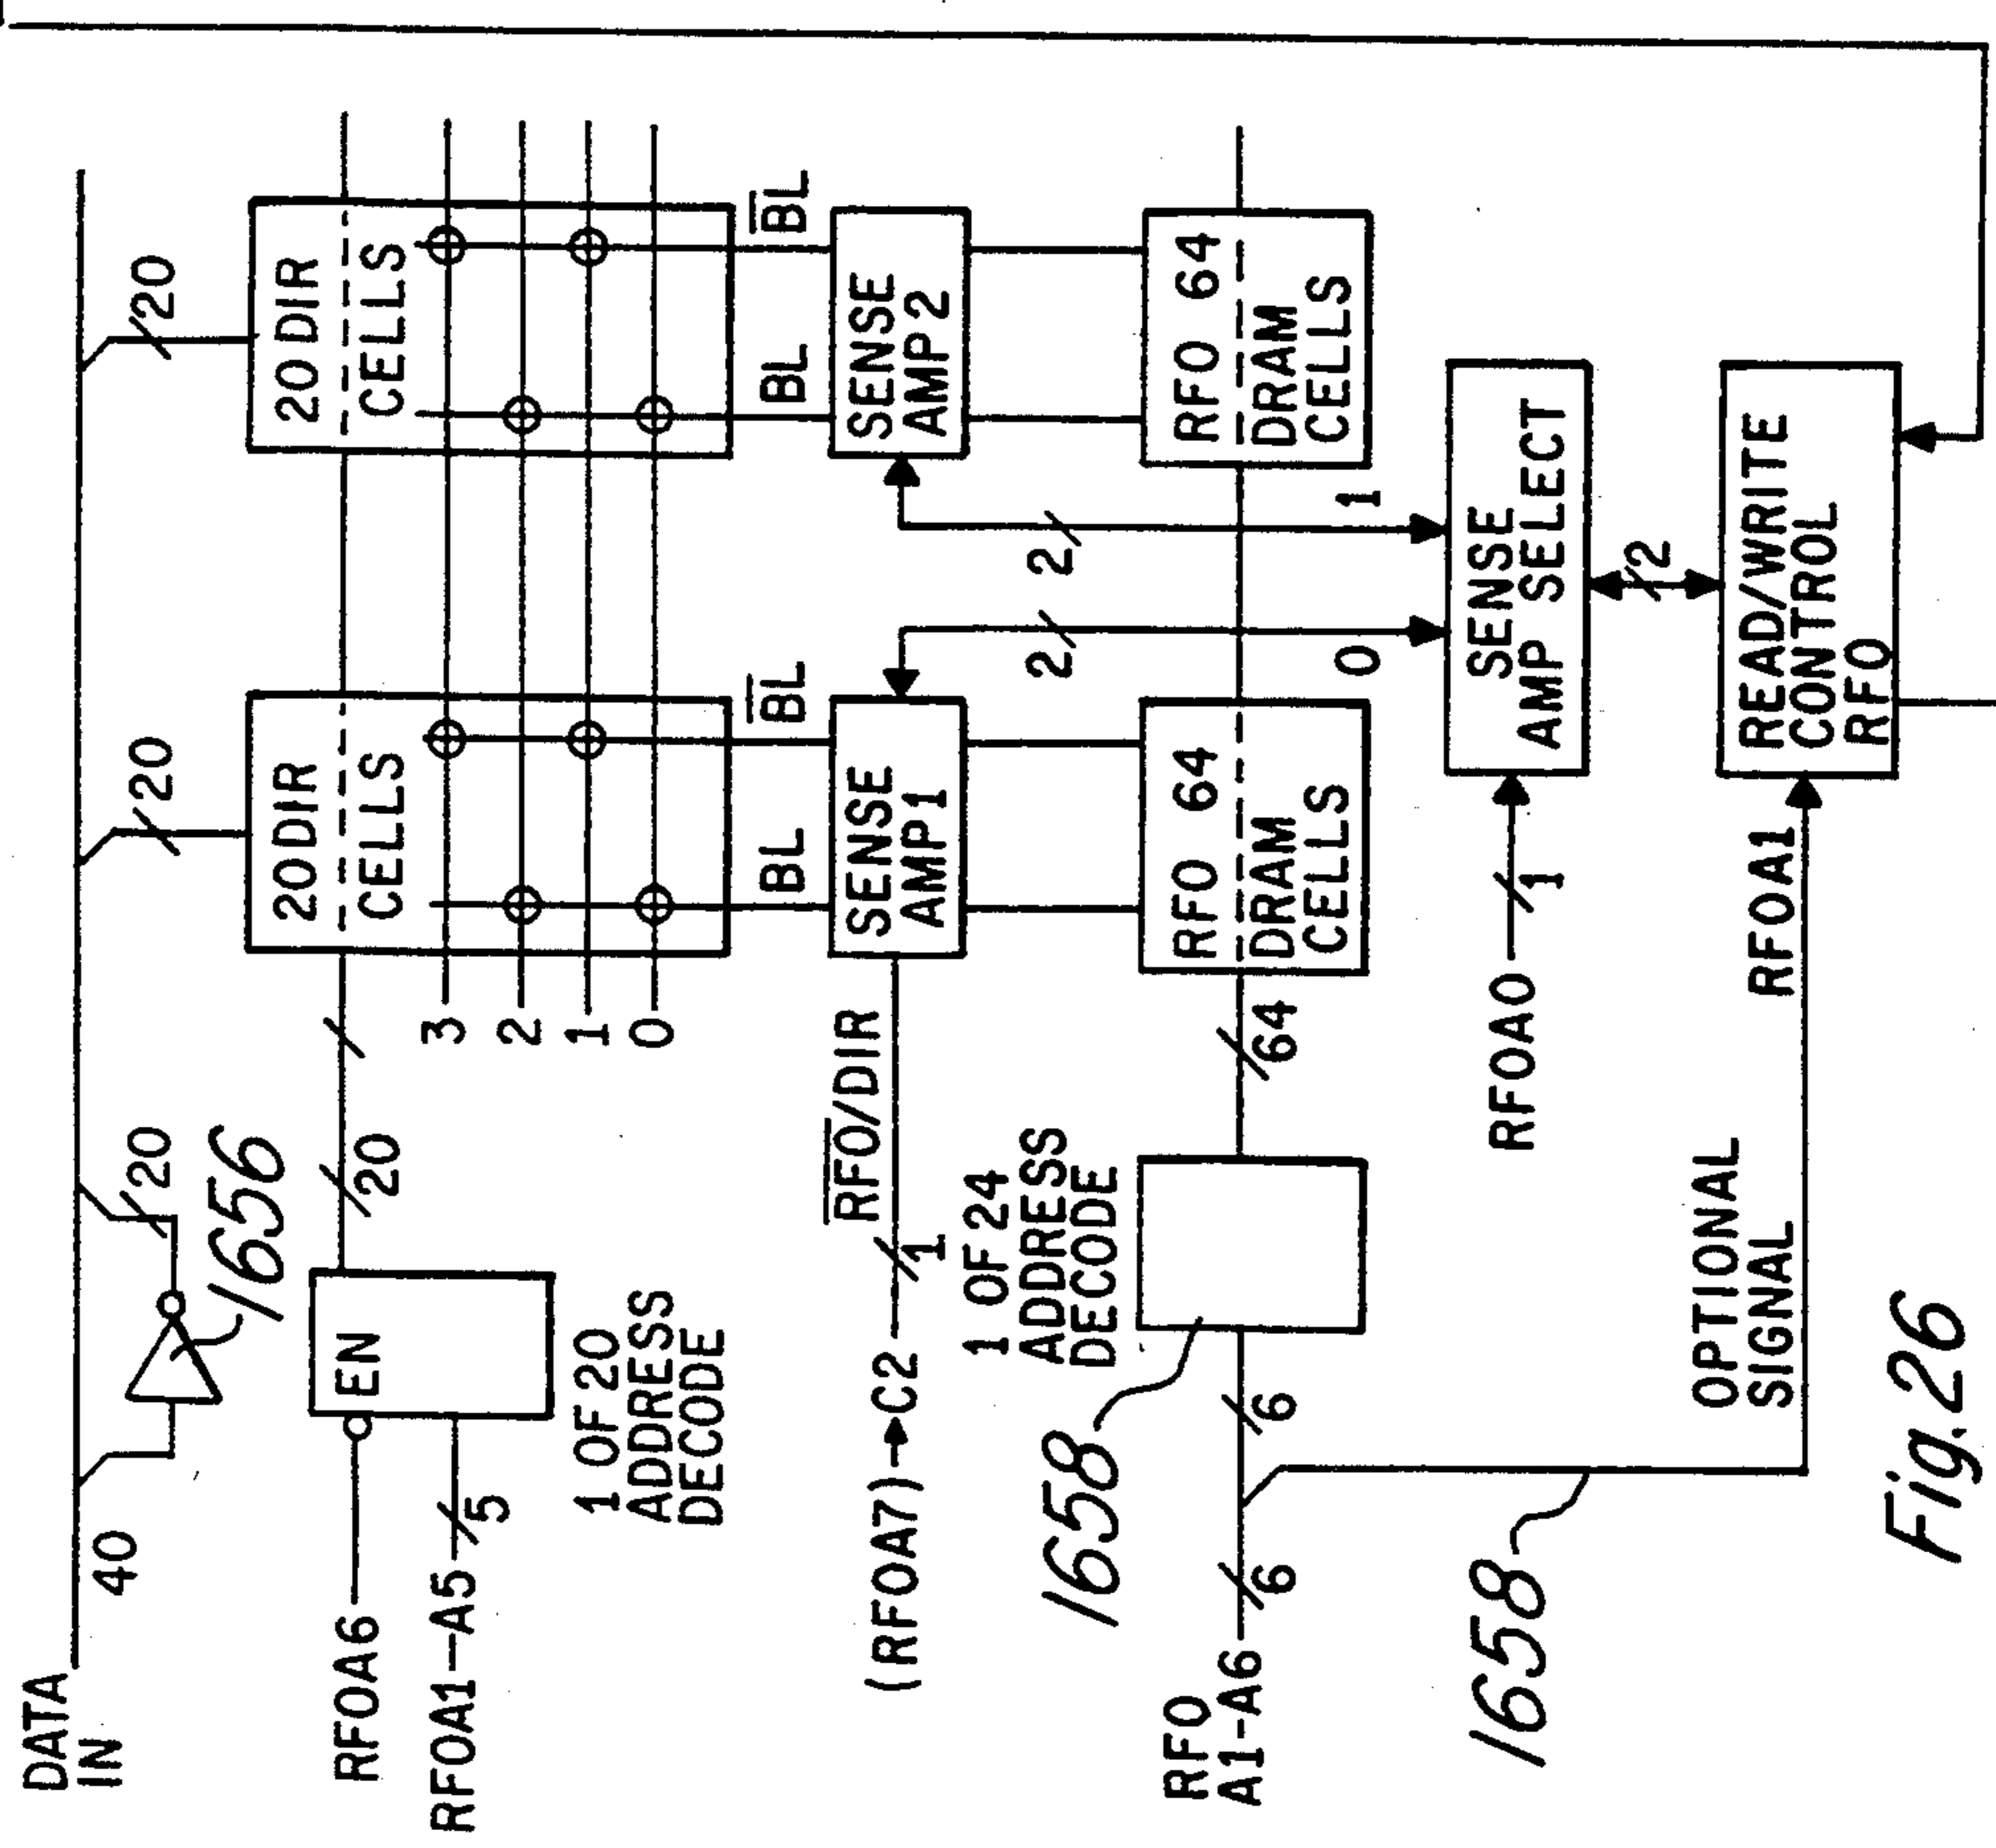 DATA
IN
40
20
20
20
1656
RFOA6
EN
20
20 DIR
CELLS
20 DIR
CELLS
RFOA1-A5
5
3
2
1
0
1 OF 20
ADDRESS
DECODE
BL
B̅L̅
BL
B̅L̅
(RFOA7)
C2
1
R̅F̅O̅/DIR
SENSE
AMP1
SENSE
AMP 2
1 OF 24
ADDRESS
DECODE
2
2
1658
RFO
A1-A6
6
6
64
RFO 64
DRAM
CELLS
RFO 64
DRAM
CELLS
0
1
1658
RFOA0
1
SENSE
AMP SELECT
2
OPTIONAL
SIGNAL
RFOA1
READ/WRITE
CONTROL
RFO
Fig. 26